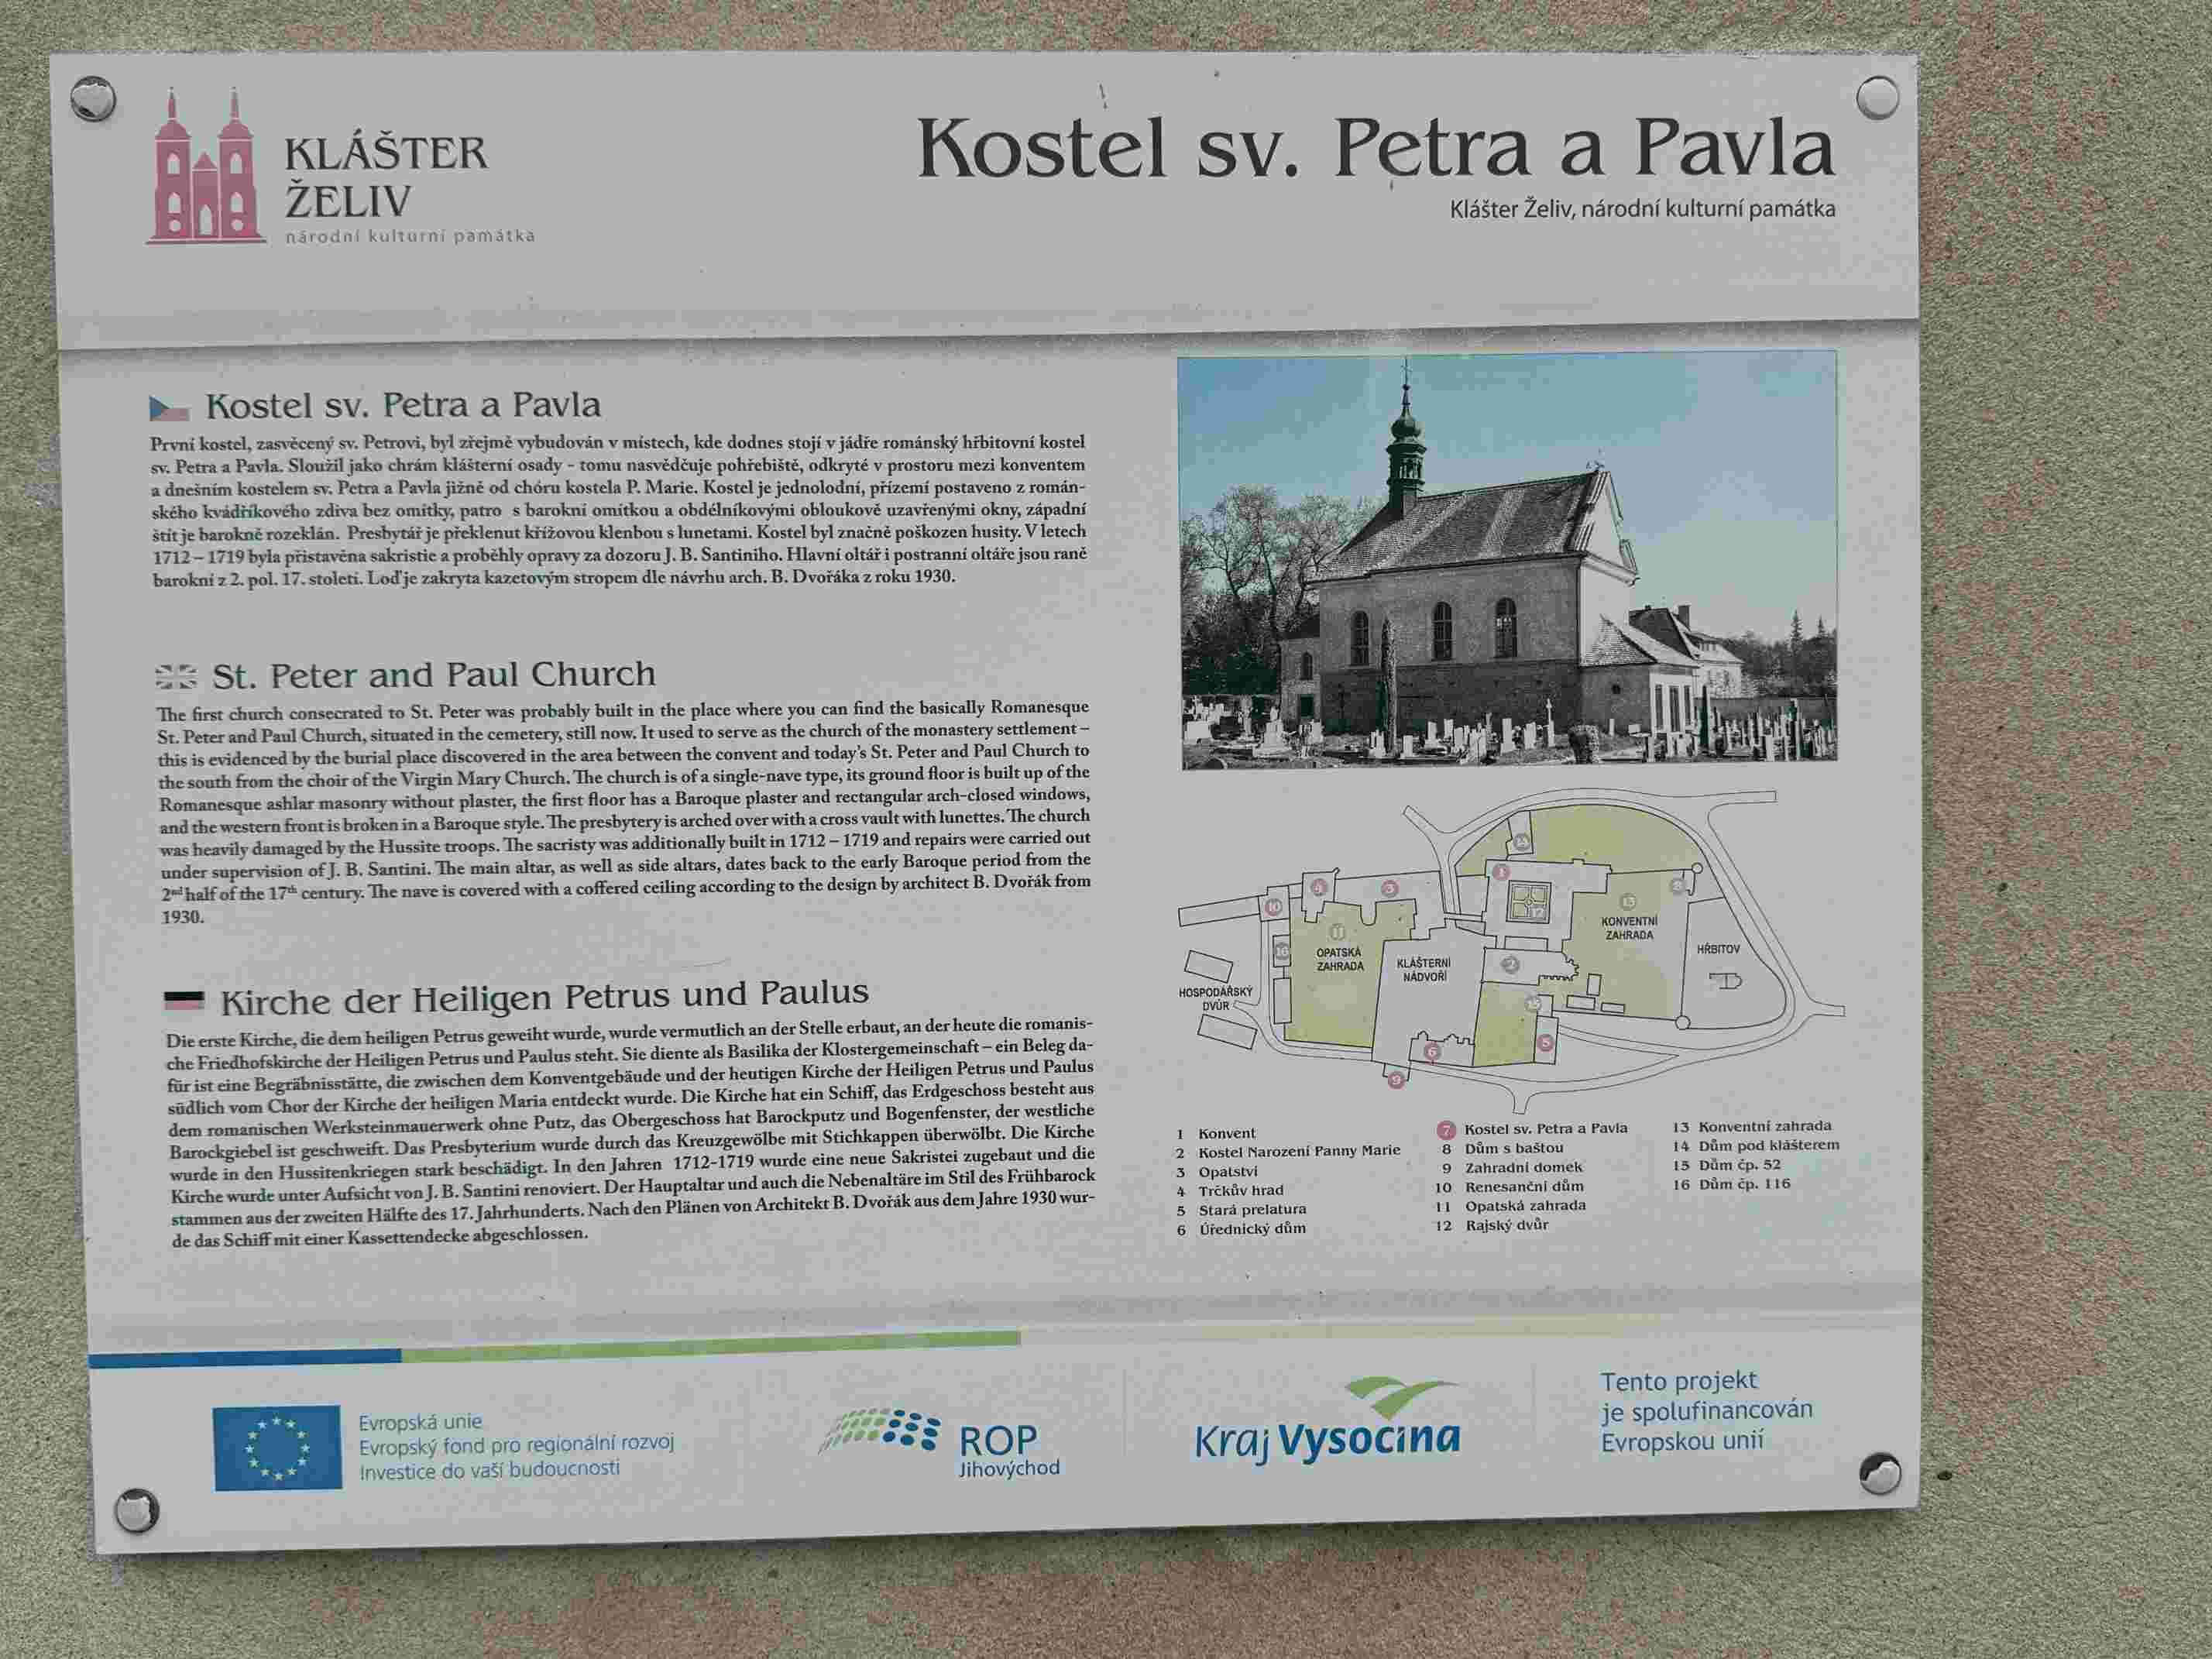 KLÁŠTER
ŽELIV
národní kulturní památka
Kostel sv. Petra a Pavla
Klášter Želiv, národní kulturní památka
Kostel sv. Petra a Pavla
První kostel, zasvěcený sv. Petrovi, byl zřejmě vybudován v místech, kde dodnes stojí v jádře románský hřbitovní kostel
sv. Petra a Pavla. Sloužil jako chrám klášterní osady - tomu nasvědčuje pohřebiště, odkryté v prostoru mezi konventem
a dnešním kostelem sv. Petra a Pavla jižně od chóru kostela P. Marie. Kostel je jednolodní, přízemí postaveno z román-
ského kvádříkového zdiva bez omítky, patro s barokní omítkou a obdélníkovými obloukově uzavřenými okny, západní
štít je barokně rozeklán. Presbytář je překlenut křížovou klenbou s lunetami. Kostel byl značně poškozen husity. V letech
1712 – 1719 byla přistavěna sakristie a proběhly opravy za dozoru J. B. Santiniho. Hlavní oltář i postranní oltáře jsou raně
barokní z 2. pol. 17. století. Loď je zakryta kazetovým stropem dle návrhu arch. B. Dvořáka z roku 1930.
St. Peter and Paul Church
The first church consecrated to St. Peter was probably built in the place where you can find the basically Romanesque
St. Peter and Paul Church, situated in the cemetery, still now. It used to serve as the church of the monastery settlement –
this is evidenced by the burial place discovered in the area between the convent and today's St. Peter and Paul Church to
the south from the choir of the Virgin Mary Church. The church is of a single-nave type, its ground floor is built up of the
Romanesque ashlar masonry without plaster, the first floor has a Baroque plaster and rectangular arch-closed windows,
and the western front is broken in a Baroque style. The presbytery is arched over with a cross vault with lunettes. The church
was heavily damaged by the Hussite troops. The sacristy was additionally built in 1712 – 1719 and repairs were carried out
under supervision of J. B. Santini. The main altar, as well as side altars, dates back to the early Baroque period from the
2nd half of the 17th century. The nave is covered with a coffered ceiling according to the design by architect B. Dvořák from
1930.
Kirche der Heiligen Petrus und Paulus
Die erste Kirche, die dem heiligen Petrus geweiht wurde, wurde vermutlich an der Stelle erbaut, an der heute die romanis-
che Friedhofskirche der Heiligen Petrus und Paulus steht. Sie diente als Basilika der Klostergemeinschaft – ein Beleg da-
für ist eine Begräbnisstätte, die zwischen dem Konventgebäude und der heutigen Kirche der Heiligen Petrus und Paulus
südlich vom Chor der Kirche der heiligen Maria entdeckt wurde. Die Kirche hat ein Schiff, das Erdgeschoss besteht aus
dem romanischen Werksteinmauerwerk ohne Putz, das Obergeschoss hat Barockputz und Bogenfenster, der westliche
Barockgiebel ist geschweift. Das Presbyterium wurde durch das Kreuzgewölbe mit Stichkappen überwölbt. Die Kirche
wurde in den Hussitenkriegen stark beschädigt. In den Jahren 1712-1719 wurde eine neue Sakristei zugebaut und die
Kirche wurde unter Aufsicht von J. B. Santini renoviert. Der Hauptaltar und auch die Nebenaltäre im Stil des Frühbarock
stammen aus der zweiten Hälfte des 17. Jahrhunderts. Nach den Plänen von Architekt B. Dvořák aus dem Jahre 1930 wur-
de das Schiff mit einer Kassettendecke abgeschlossen.
14
1
4
3
8
10
12
13
KONVENTNÍ
ZAHRADA
11
16
OPATSKÁ
ZAHRADA
KLÁŠTERNÍ
NÁDVOŘÍ
2
HŘBITOV
HOSPODÁŘSKÝ
DVŮR
15
5
6
9
1 Konvent
2 Kostel Narození Panny Marie
3 Opatství
4 Trčkův hrad
5 Stará prelatura
6 Úřednický dům
7 Kostel sv. Petra a Pavla
8 Dům s baštou
9 Zahradní domek
10 Renesanční dům
11 Opatská zahrada
12 Rajský dvůr
13 Konventní zahrada
14 Dům pod klášterem
15 Dům čp. 52
16 Dům čp. 116
Evropská unie
Evropský fond pro regionální rozvoj
Investice do vaší budoucnosti
ROP
Jihovýchod
Kraj Vysočina
Tento projekt
je spolufinancován
Evropskou unií